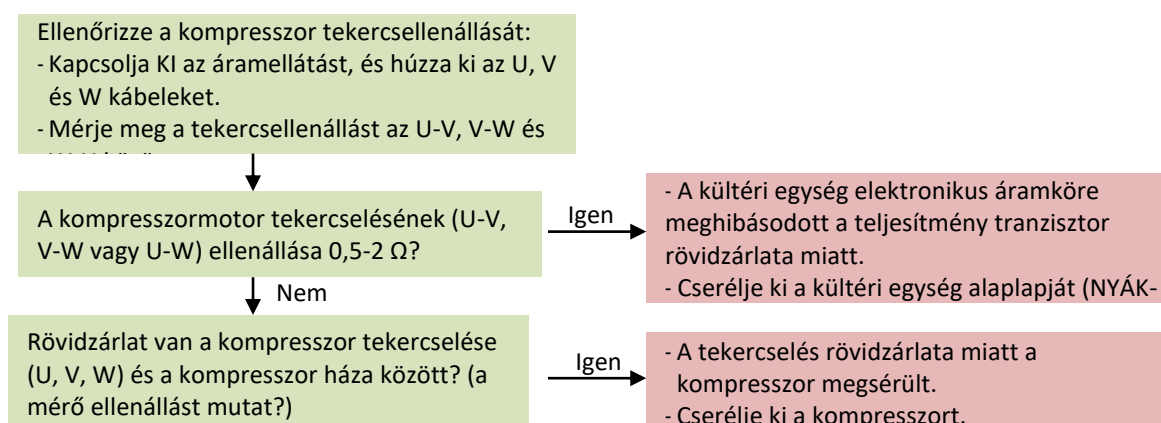 Ellenőrizze a kompresszor tekercsellenállását:
- Kapcsolja KI az áramellátást, és húzza ki az U, V
és W kábeleket.
- Mérje meg a tekercsellenállást az U-V, V-W és
A kompresszormotor tekercselésének (U-V,
V-W vagy U-W) ellenállása 0,5-2 Ω?
Igen
- A kültéri egység elektronikus áramköre
meghibásodott a teljesítmény tranzisztor
rövidzárlata miatt.
- Cserélje ki a kültéri egység alaplapját (NYÁK-
Nem
Rövidzárlat van a kompresszor tekercselése
(U, V, W) és a kompresszor háza között? (a
mérő ellenállást mutat?)
Igen
- A tekercselés rövidzárlata miatt a
kompresszor megsérült.
- Cserélje ki a kompresszort.